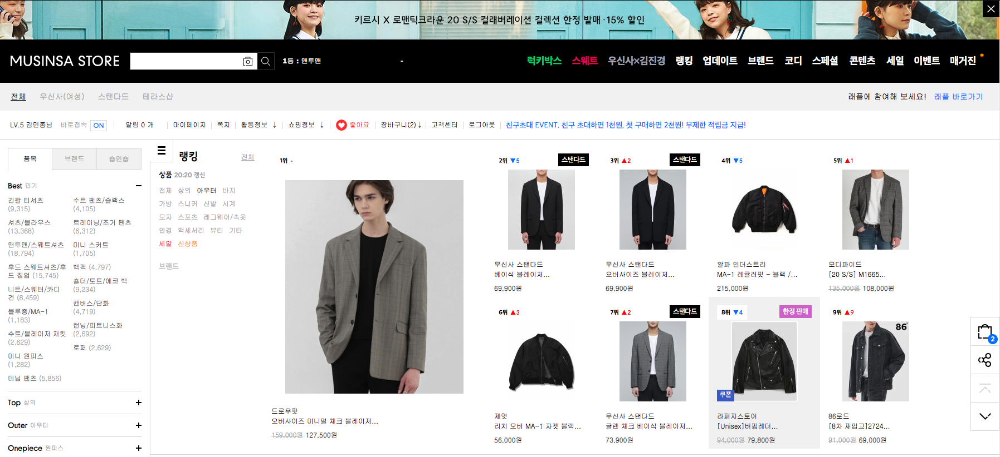 키르시 X 로맨틱크라운 20 S/S 컬래버레이션 컬렉션 한정 발매 · 15% 할인
MUSINSA STORE
1등 : 맨투맨
-
럭키박스 스웨트 우신사×김진경 랭킹 업데이트 브랜드 코디 스페셜 콘텐츠 세일 이벤트 매거진
전체 우신사(여성) 스탠다드 테라스샵
래플에 참여해 보세요! 래플 바로가기
LV.5 김민종님 바로접속 ON 알림 0 개 마이페이지 쪽지 활동정보 ↓ 쇼핑정보 ↓ 좋아요 장바구니(2)↓ 고객센터 로그아웃 친구초대 EVENT. 친구 초대하면 1천원, 첫 구매하면 2천원! 무제한 적립금 지급!
품목 브랜드 숍인숍
Best 인기
긴팔 티셔츠
(9,315)
셔츠/블라우스
(13,368)
맨투맨/스웨트셔츠
(18,794)
후드 스웨트셔츠/후
드 집업 (15,745)
니트/스웨터/카디
건 (8,459)
블루종/MA-1
(1,183)
수트/블레이저 재킷
(2,629)
미니 원피스
(1,282)
데님 팬츠 (5,856)
수트 팬츠/슬랙스
(4,105)
트레이닝/조거 팬츠
(6,312)
미니 스커트
(1,705)
백팩 (4,797)
숄더/토트/에코 백
(9,234)
캔버스/단화
(4,719)
런닝/피트니스화
(2,692)
로퍼 (2,629)
Top 상의
Outer 아우터
Onepiece 원피스
랭킹 전체
상품 20:20 갱신
전체 상의 아우터 바지
가방 스니커 신발 시계
모자 스포츠 레그웨어/속옷
안경 액세서리 뷰티 기타
세일 신상품
브랜드
1위 -
드로우핏
오버사이즈 미니멀 체크 블레이저...
159,000원 127,500원
2위 ▼5 스탠다드
무신사 스탠다드
베이식 블레이저...
69,900원
3위 ▲2 스탠다드
무신사 스탠다드
오버사이즈 블레이저...
69,900원
4위 ▼5
알파 인더스트리
MA-1 레귤러핏 - 블랙 /...
215,000원
5위 ▲1
모디파이드
[20 S/S] M1665...
135,000원 108,000원
6위 ▲3
제멋
리치 오버 MA-1 자켓 블랙...
56,000원
7위 ▲2 스탠다드
무신사 스탠다드
글렌 체크 베이식 블레이저...
73,900원
8위 ▼4 한정 판매
쿠폰
라퍼지스토어
[Unisex]버핑레더...
94,000원 79,800원
9위 ▲9
86
86로드
[8차 재입고]2724...
91,000원 69,000원
2